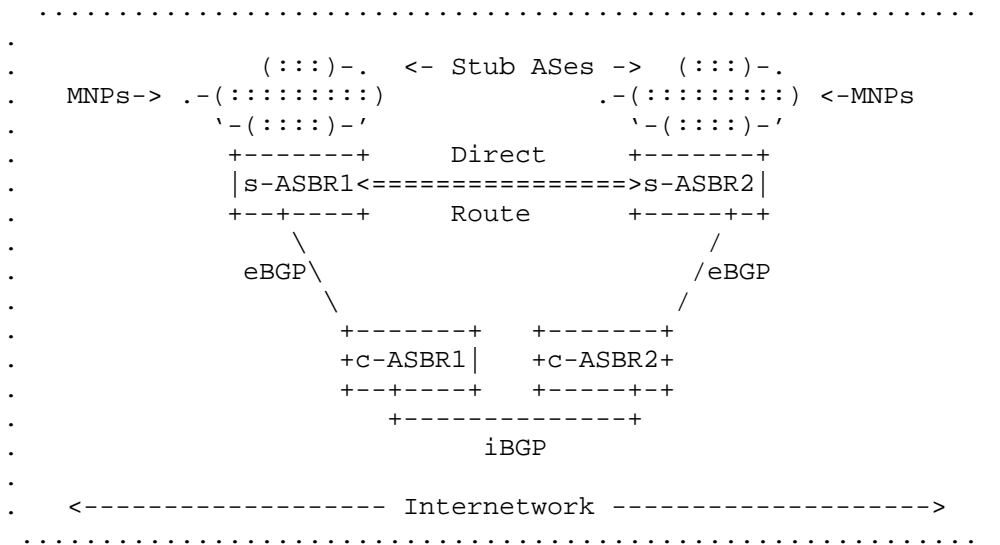 (:::)-. <- Stub ASes -> (:::)-.
MNPs-> .-(:::::::::) .-(:::::::::) <-MNPs
`-(::::)-' `-(::::)-'
+-------+ Direct +-------+
|s-ASBR1<================>s-ASBR2|
+--+----+ Route +-----+-+
\ /
eBGP\ /eBGP
\ /
+-------+ +-------+
+c-ASBR1| +c-ASBR2+
+--+----+ +-----+-+
+--------------+
iBGP
<------------------- Internetwork -------------------->